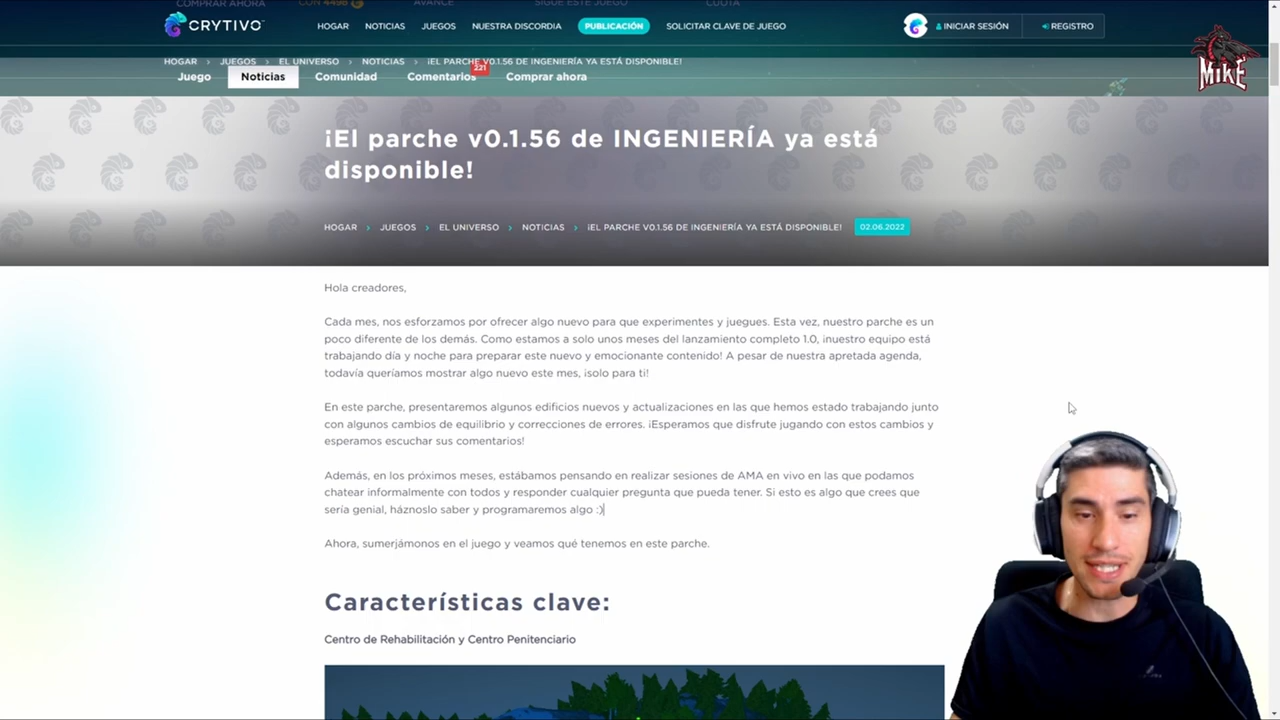 COMPRAR AHORA
CON 4496
AVANCE
SIGUE ESTE JUEGO
CUOTA
CRYTIVO
HOGAR NOTICIAS JUEGOS NUESTRA DISCORDIA PUBLICACIÓN SOLICITAR CLAVE DE JUEGO INICIAR SESIÓN REGISTRO
HOGAR > JUEGOS > EL UNIVERSO > NOTICIAS > ¡EL PARCHE V0.1.56 DE INGENIERÍA YA ESTÁ DISPONIBLE!
221
Juego Noticias Comunidad Comentarios Comprar ahora
MIKE
¡El parche v0.1.56 de INGENIERÍA ya está
disponible!
HOGAR > JUEGOS > EL UNIVERSO > NOTICIAS > ¡EL PARCHE V0.1.56 DE INGENIERÍA YA ESTÁ DISPONIBLE! 02.06.2022
Hola creadores,
Cada mes, nos esforzamos por ofrecer algo nuevo para que experimentes y juegues. Esta vez, nuestro parche es un
poco diferente de los demás. Como estamos a solo unos meses del lanzamiento completo 1.0, ¡nuestro equipo está
trabajando día y noche para preparar este nuevo y emocionante contenido! A pesar de nuestra apretada agenda,
todavía queríamos mostrar algo nuevo este mes, ¡solo para ti!
En este parche, presentaremos algunos edificios nuevos y actualizaciones en las que hemos estado trabajando junto
con algunos cambios de equilibrio y correcciones de errores. ¡Esperamos que disfrute jugando con estos cambios y
esperamos escuchar sus comentarios!
Además, en los próximos meses, estábamos pensando en realizar sesiones de AMA en vivo en las que podamos
chatear informalmente con todos y responder cualquier pregunta que pueda tener. Si esto es algo que crees que
sería genial, háznoslo saber y programaremos algo :)
Ahora, sumerjámonos en el juego y veamos qué tenemos en este parche.
Características clave:
Centro de Rehabilitación y Centro Penitenciario